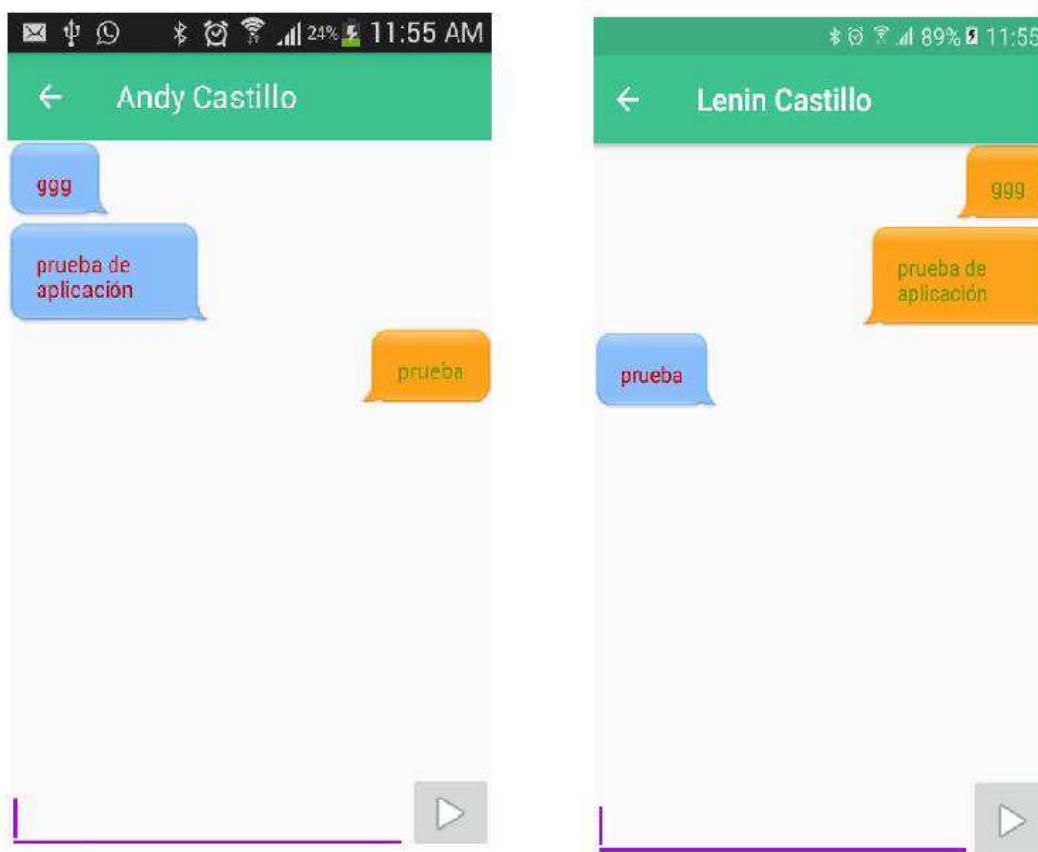 24% 11:55 AM
Andy Castillo
ggg
prueba de
aplicación
prueba
89% 11:55
Lenin Castillo
ggg
prueba de
aplicación
prueba